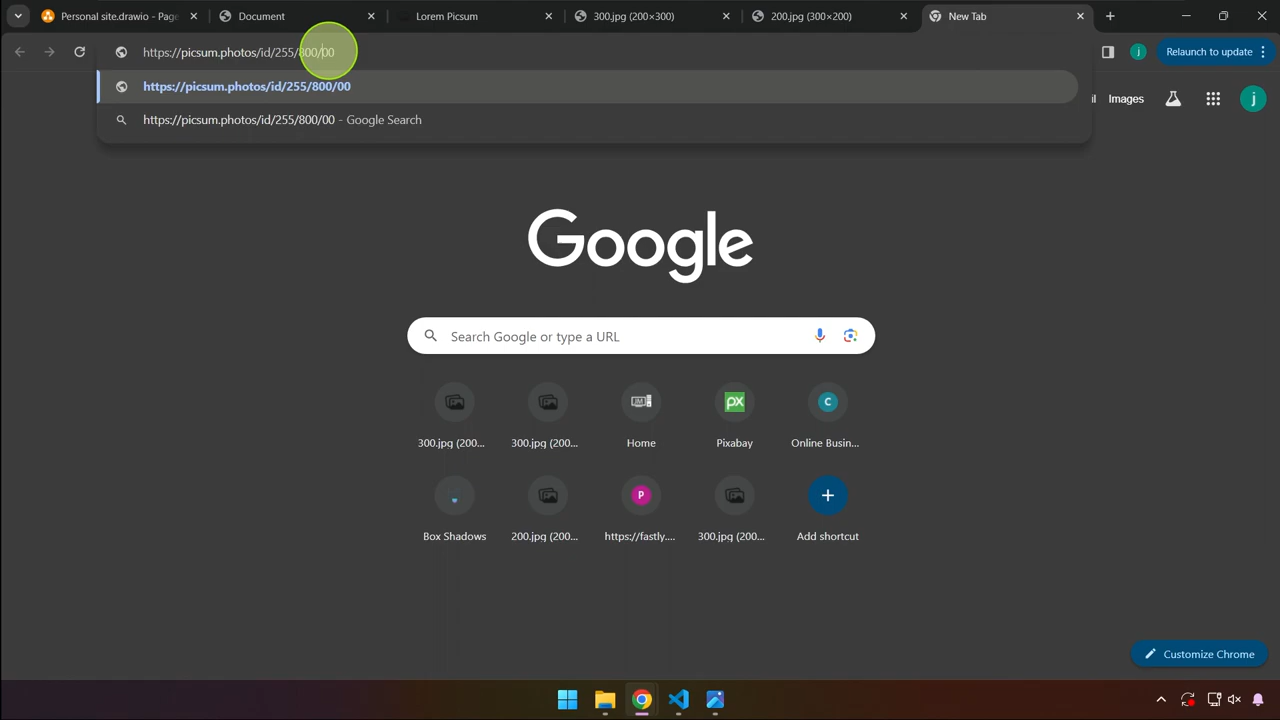 Personal site.drawio - Page
Document
Lorem Picsum
300.jpg (200×300)
200.jpg (300×200)
New Tab
https://picsum.photos/id/255/800/00
Relaunch to update
https://picsum.photos/id/255/800/00
https://picsum.photos/id/255/800/00 - Google Search
il
Images
j
j
Google
Search Google or type a URL
px
C
300.jpg (200...
300.jpg (200...
Home
Pixabay
Online Busin...
P
Box Shadows
200.jpg (200...
https://fastly....
300.jpg (200...
Add shortcut
Customize Chrome